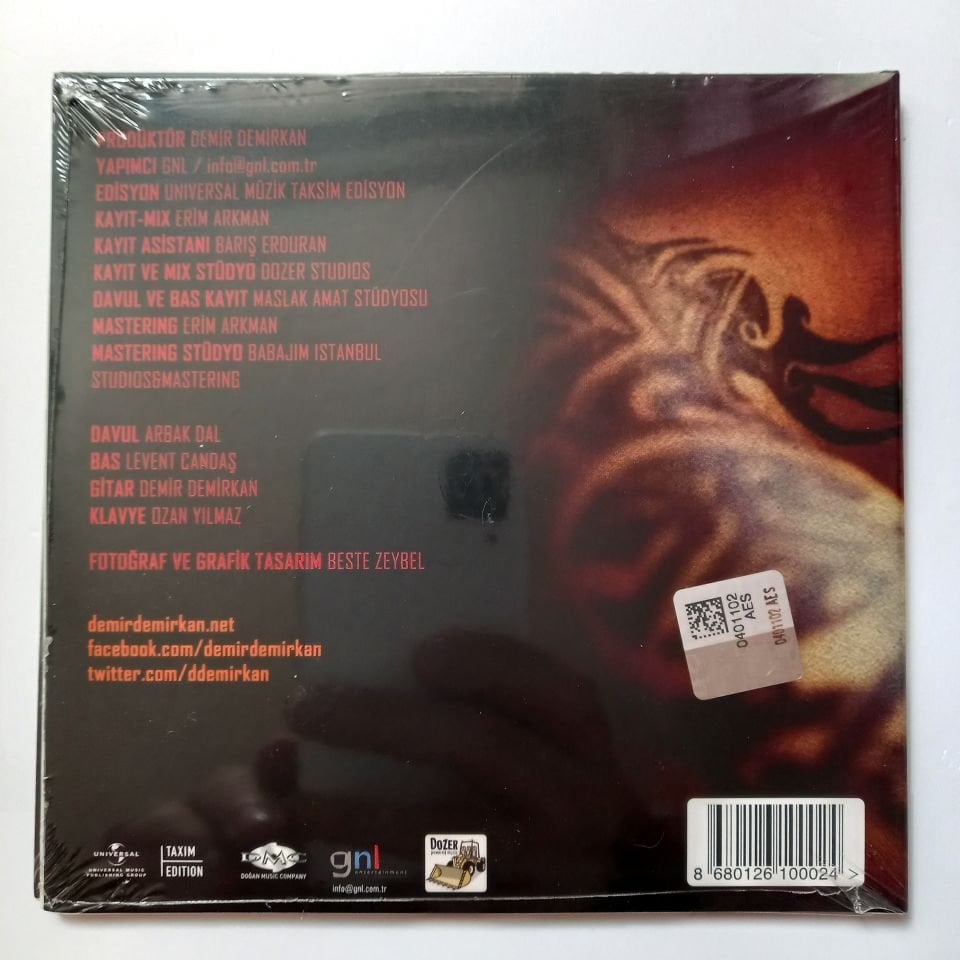 PRODÜKTÖR DEMİR DEMİRKAN
YAPIMCI GNL / info@gnl.com.tr
EDİSYON UNIVERSAL MÜZİK TAKSİM EDİSYON
KAYIT-MIX ERİM ARKMAN
KAYIT ASİSTANI BARIŞ ERDURAN
KAYIT VE MIX STÜDYO DOZER STUDIOS
DAVUL VE BAS KAYIT MASLAK AMAT STÜDYOSU
MASTERING ERİM ARKMAN
MASTERING STÜDYO BABAJIM ISTANBUL
STUDIOS&MASTERING
DAVUL ARBAK DAL
BAS LEVENT CANDAŞ
GİTAR DEMİR DEMİRKAN
KLAVYE OZAN YILMAZ
FOTOĞRAF VE GRAFİK TASARIM BESTE ZEYBEL
demirdemirkan.net
facebook.com/demirdemirkan
twitter.com/ddemirkan
0401102
AES
0401102 AES
UNIVERSAL
UNIVERSAL MUSIC
PUBLISHING GROUP
TAXIM
EDITION
DMC
DOĞAN MUSIC COMPANY
gnl
entertainment
info@gnl.com.tr
DOZER
8 680126 100024 >